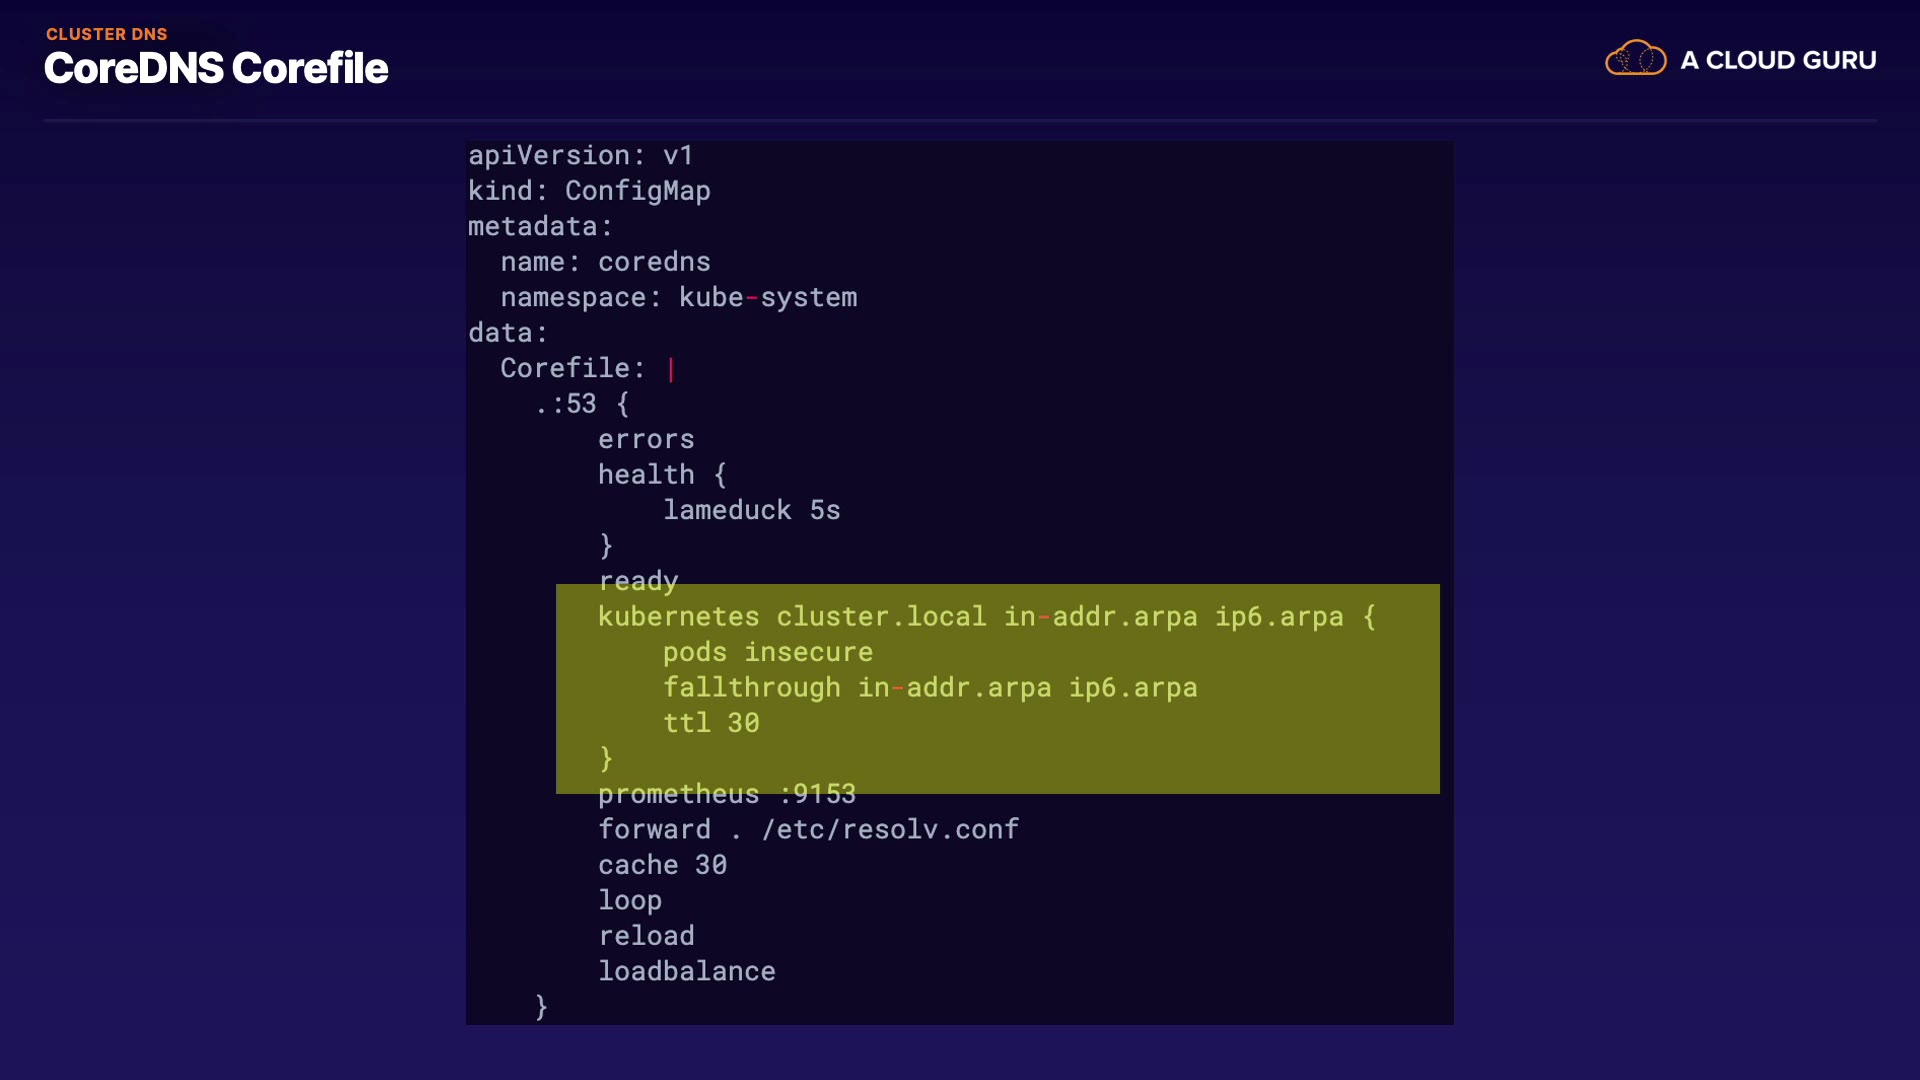 CLUSTER DNS
CoreDNS Corefile
A CLOUD GURU
apiVersion: v1
kind: ConfigMap
metadata:
  name: coredns
  namespace: kube-system
data:
  Corefile: |
    .:53 {
        errors
        health {
            lameduck 5s
        }
        ready
        kubernetes cluster.local in-addr.arpa ip6.arpa {
            pods insecure
            fallthrough in-addr.arpa ip6.arpa
            ttl 30
        }
        prometheus :9153
        forward . /etc/resolv.conf
        cache 30
        loop
        reload
        loadbalance
    }